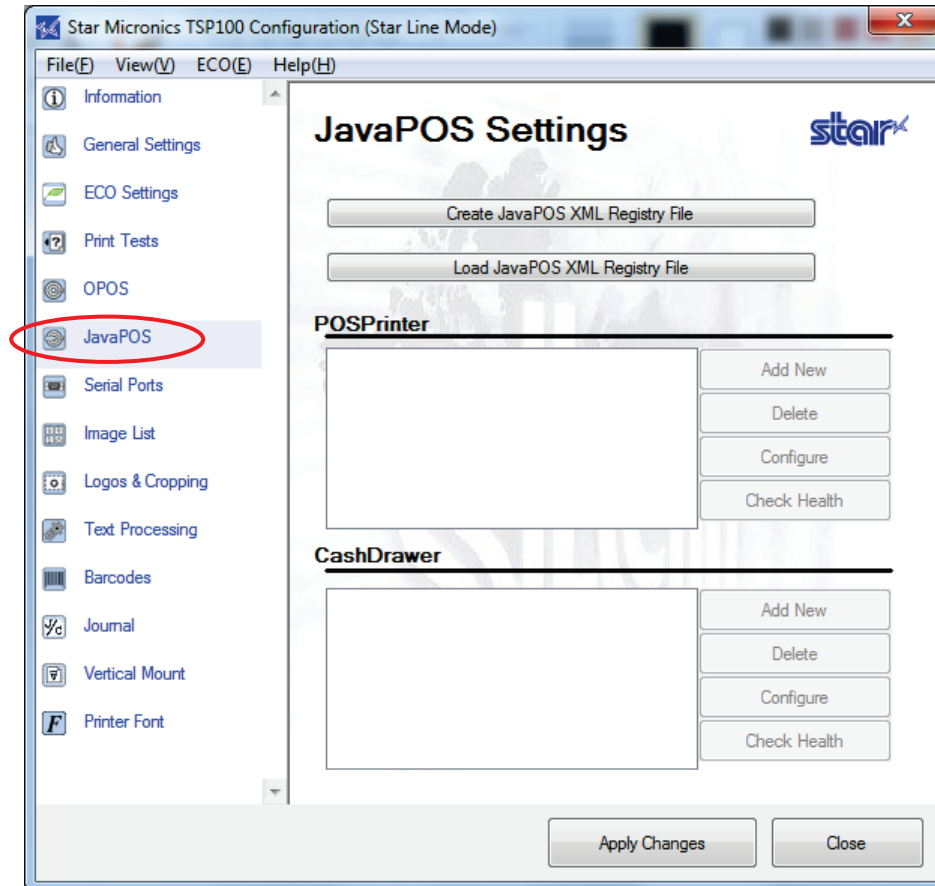 Star Micronics TSP100 Configuration (Star Line Mode)
File(F) View(V) ECO(E) Help(H)
Information
General Settings
ECO Settings
Print Tests
OPOS
JavaPOS
Serial Ports
Image List
Logos & Cropping
Text Processing
Barcodes
Journal
Vertical Mount
Printer Font
JavaPOS Settings
star
Create JavaPOS XML Registry File
Load JavaPOS XML Registry File
POSPrinter
Add New
Delete
Configure
Check Health
CashDrawer
Add New
Delete
Configure
Check Health
Apply Changes
Close